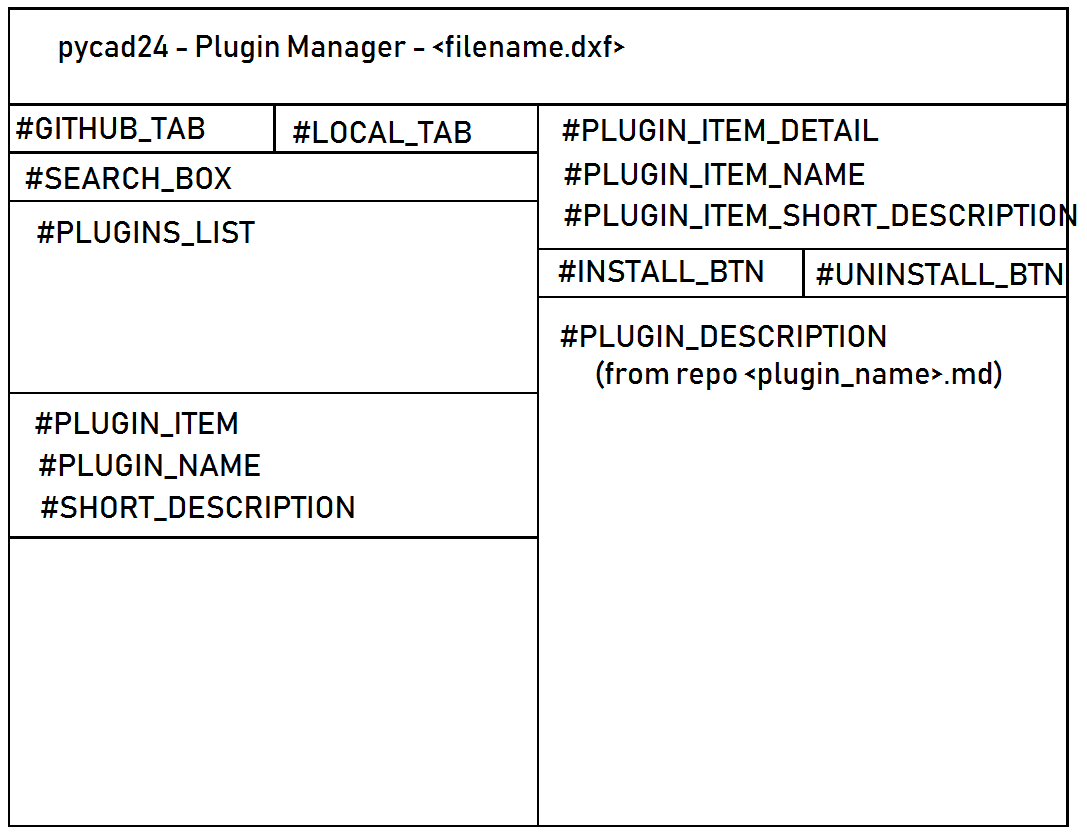 pycad24 - Plugin Manager - <filename.dxf>
#GITHUB_TAB
#LOCAL_TAB
#SEARCH_BOX
#PLUGINS_LIST
#PLUGIN_ITEM
#PLUGIN_NAME
#SHORT_DESCRIPTION
#PLUGIN_ITEM_DETAIL
#PLUGIN_ITEM_NAME
#PLUGIN_ITEM_SHORT_DESCRIPTION
#INSTALL_BTN
#UNINSTALL_BTN
#PLUGIN_DESCRIPTION
(from repo <plugin_name>.md)